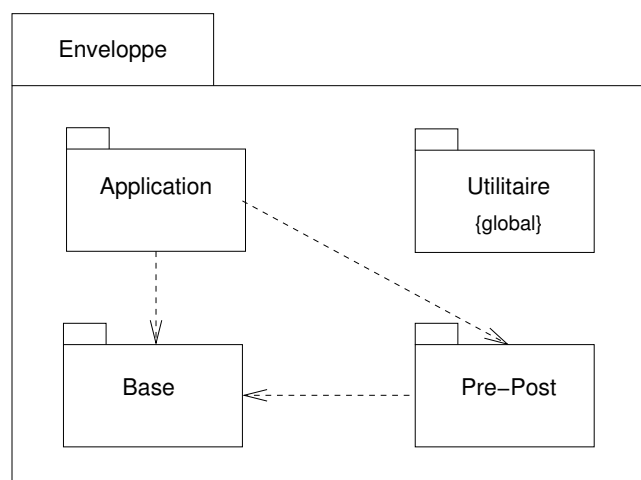 Enveloppe
Application
Utilitaire
{global}
Base
Pre−Post